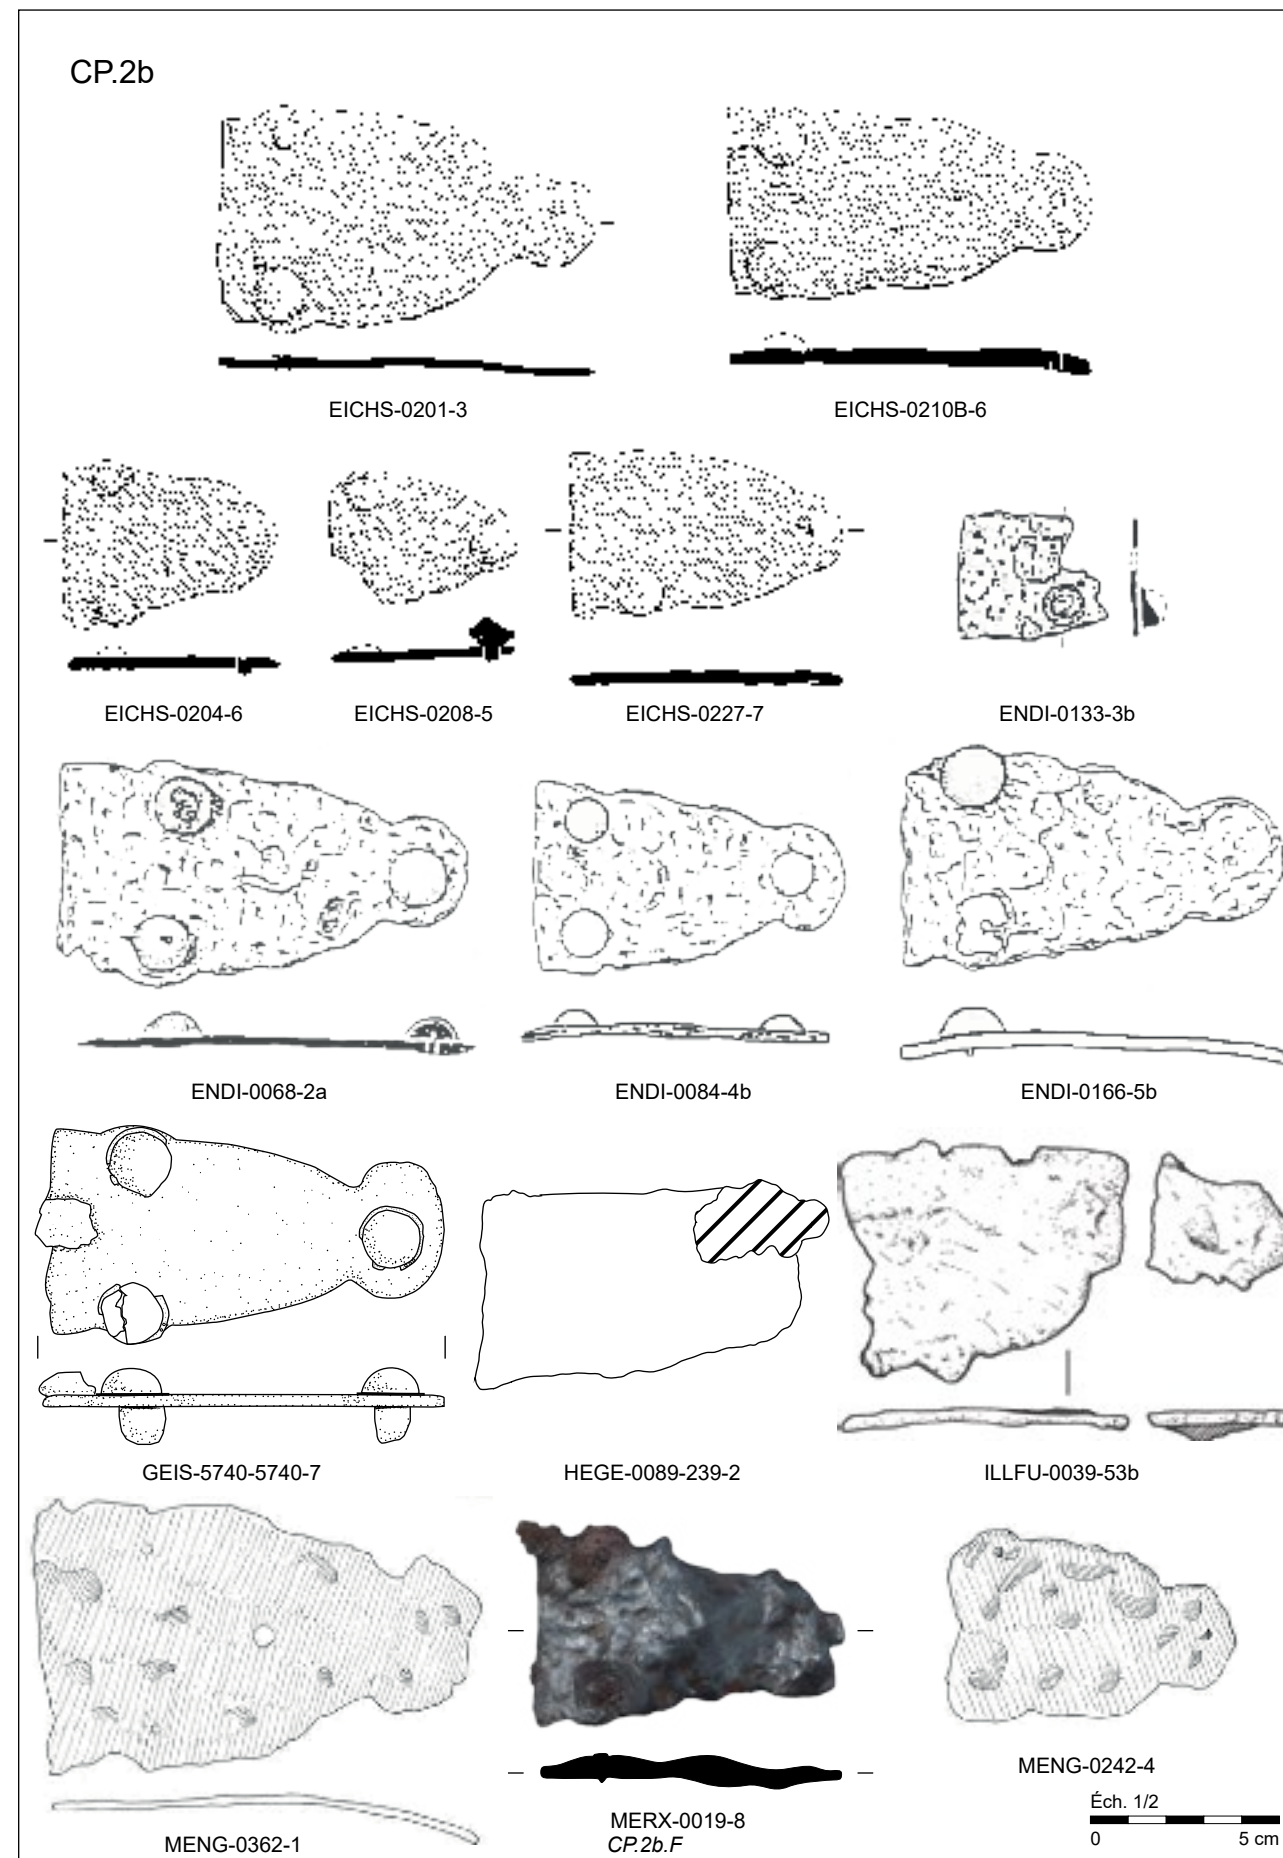 CP.2b
EICHS-0201-3
EICHS-0210B-6
EICHS-0204-6
EICHS-0208-5
EICHS-0227-7
ENDI-0133-3b
ENDI-0068-2a
ENDI-0084-4b
ENDI-0166-5b
GEIS-5740-5740-7
HEGE-0089-239-2
ILLFU-0039-53b
MENG-0362-1
MERX-0019-8
CP.2b.F
MENG-0242-4
Éch. 1/2
0 5 cm